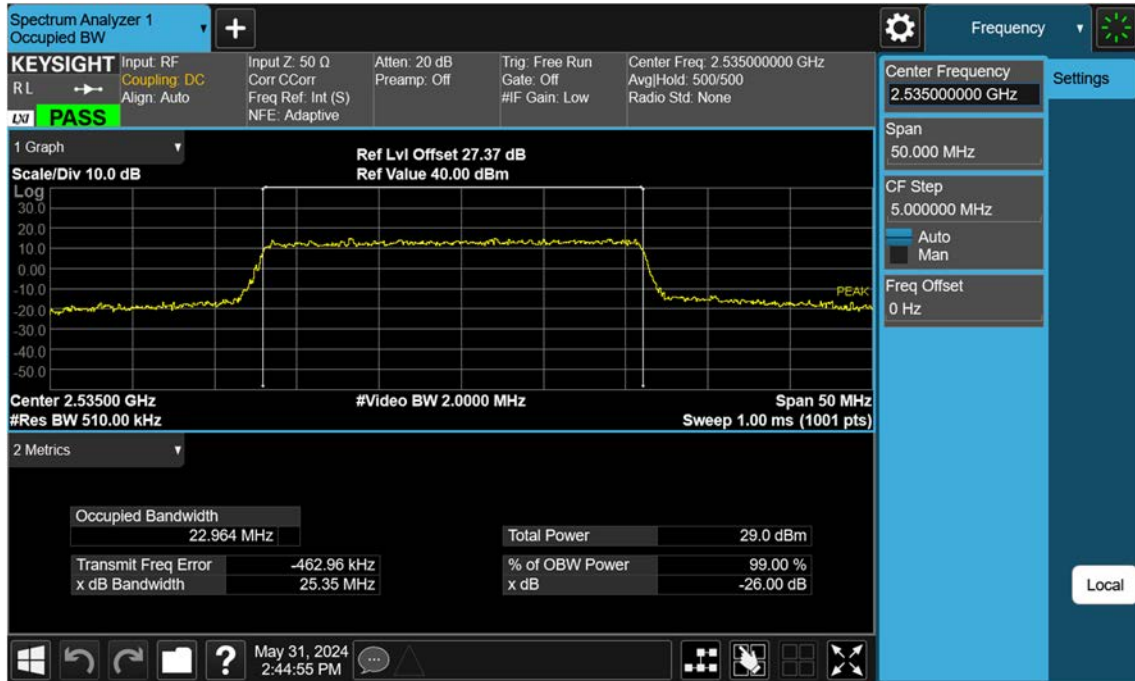 Spectrum Analyzer 1
Occupied BW
+
Frequency
KEYSIGHT
R L
LXI PASS
Input: RF
Coupling: DC
Align: Auto
Input Z: 50 Ω
Corr CCorr
Freq Ref: Int (S)
NFE: Adaptive
Atten: 20 dB
Preamp: Off
Trig: Free Run
Gate: Off
#IF Gain: Low
Center Freq: 2.535000000 GHz
Avg|Hold: 500/500
Radio Std: None
1 Graph
Scale/Div 10.0 dB
Ref Lvl Offset 27.37 dB
Ref Value 40.00 dBm
Log
30.0
20.0
10.0
0.00
-10.0
-20.0
-30.0
-40.0
-50.0
PEAK
Center 2.53500 GHz
#Video BW 2.0000 MHz
Span 50 MHz
#Res BW 510.00 kHz
Sweep 1.00 ms (1001 pts)
2 Metrics
Occupied Bandwidth
22.964 MHz
Total Power 29.0 dBm
Transmit Freq Error -462.96 kHz
% of OBW Power 99.00 %
x dB Bandwidth 25.35 MHz
x dB -26.00 dB
Center Frequency
2.535000000 GHz
Settings
Span
50.000 MHz
CF Step
5.000000 MHz
Auto
Man
Freq Offset
0 Hz
Local
?
May 31, 2024
2:44:55 PM